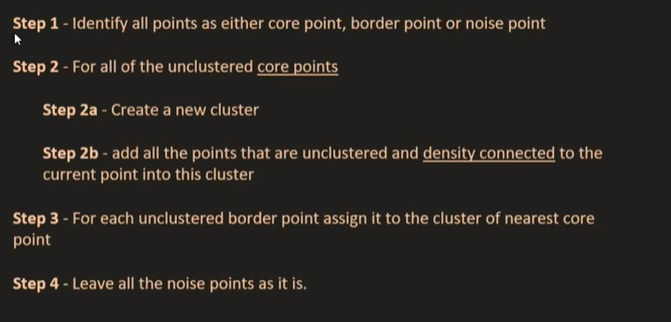 Step 1 - Identify all points as either core point, border point or noise point
Step 2 - For all of the unclustered core points
Step 2a - Create a new cluster
Step 2b - add all the points that are unclustered and density connected to the
current point into this cluster
Step 3 - For each unclustered border point assign it to the cluster of nearest core
point
Step 4 - Leave all the noise points as it is.